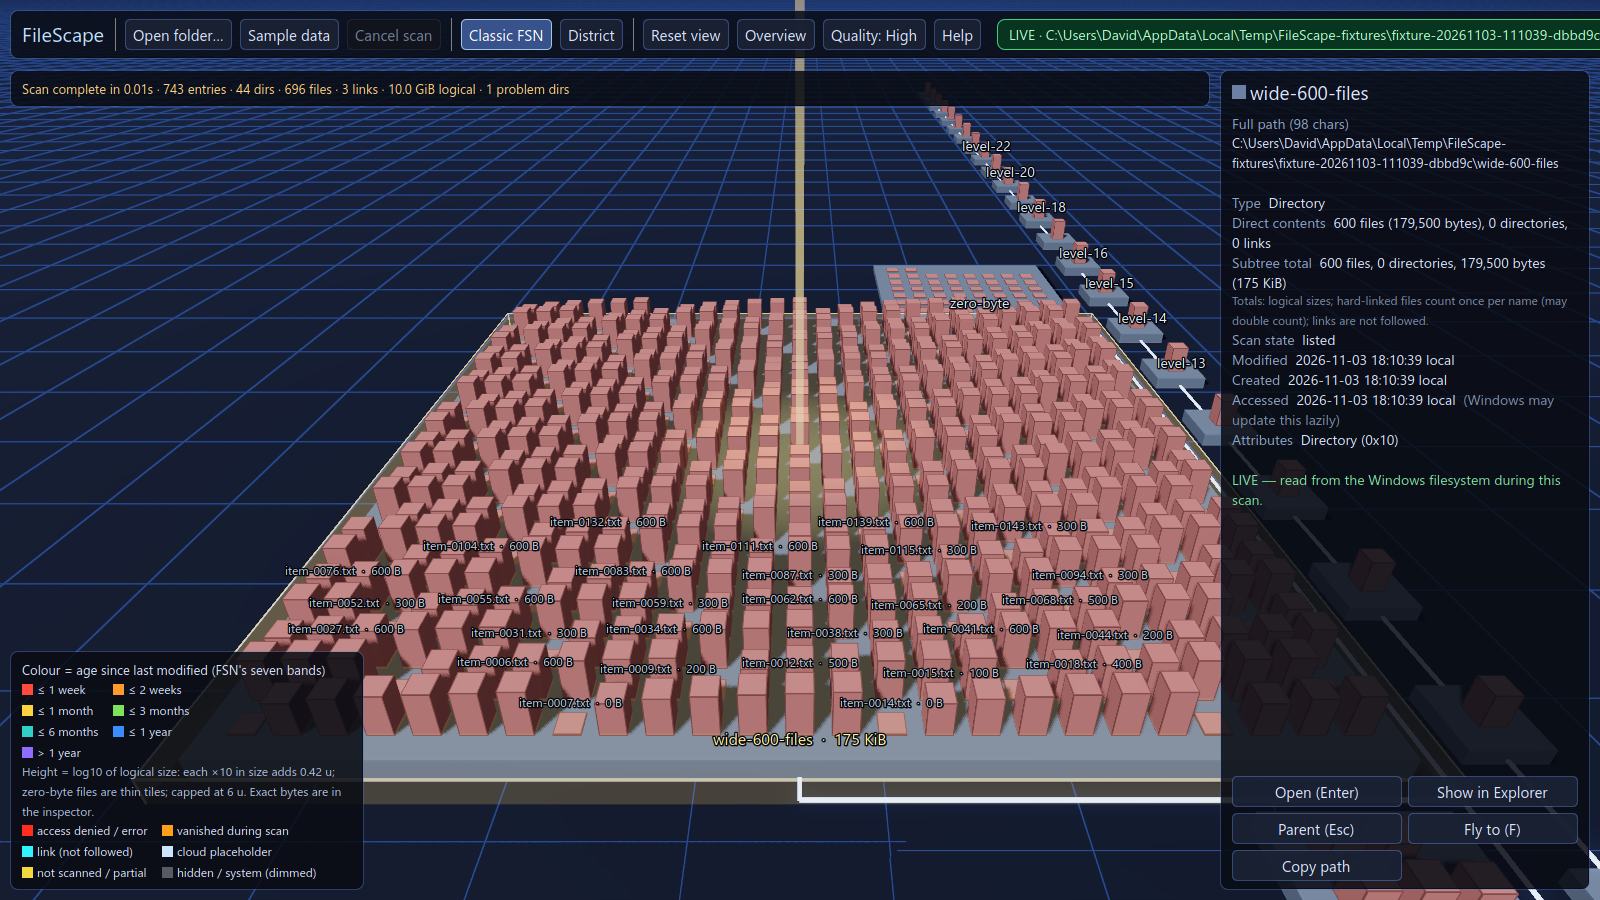 FileScape
Open folder...
Sample data
Cancel scan
Classic FSN
District
Reset view
Overview
Quality: High
Help
LIVE · C:\Users\David\AppData\Local\Temp\FileScape-fixtures\fixture-20261103-111039-dbbd9c
Scan complete in 0.01s · 743 entries · 44 dirs · 696 files · 3 links · 10.0 GiB logical · 1 problem dirs
level-22
level-20
level-18
level-16
level-15
zero-byte
level-14
level-13
item-0132.txt · 600 B
item-0139.txt · 600 B
item-0143.txt · 300 B
item-0104.txt · 600 B
item-0111.txt · 600 B
item-0115.txt · 300 B
item-0076.txt · 600 B
item-0083.txt · 600 B
item-0087.txt · 300 B
item-0094.txt · 300 B
item-0052.txt · 300 B
item-0055.txt · 600 B
item-0059.txt · 300 B
item-0062.txt · 600 B
item-0065.txt · 200 B
item-0068.txt · 500 B
item-0027.txt · 600 B
item-0031.txt · 300 B
item-0034.txt · 600 B
item-0038.txt · 300 B
item-0041.txt · 600 B
item-0044.txt · 200 B
item-0006.txt · 600 B
item-0009.txt · 200 B
item-0012.txt · 500 B
item-0015.txt · 100 B
item-0018.txt · 400 B
item-0007.txt · 0 B
item-0014.txt · 0 B
wide-600-files · 175 KiB
Colour = age since last modified (FSN's seven bands)
≤ 1 week
≤ 2 weeks
≤ 1 month
≤ 3 months
≤ 6 months
≤ 1 year
> 1 year
Height = log10 of logical size: each ×10 in size adds 0.42 u;
zero-byte files are thin tiles; capped at 6 u. Exact bytes are in
the inspector.
access denied / error
vanished during scan
link (not followed)
cloud placeholder
not scanned / partial
hidden / system (dimmed)
wide-600-files
Full path (98 chars)
C:\Users\David\AppData\Local\Temp\FileScape-
fixtures\fixture-20261103-111039-dbbd9c\wide-600-files
Type Directory
Direct contents 600 files (179,500 bytes), 0 directories,
0 links
Subtree total 600 files, 0 directories, 179,500 bytes
(175 KiB)
Totals: logical sizes; hard-linked files count once per name (may
double count); links are not followed.
Scan state listed
Modified 2026-11-03 18:10:39 local
Created 2026-11-03 18:10:39 local
Accessed 2026-11-03 18:10:39 local (Windows may
update this lazily)
Attributes Directory (0x10)
LIVE — read from the Windows filesystem during this
scan.
Open (Enter)
Show in Explorer
Parent (Esc)
Fly to (F)
Copy path